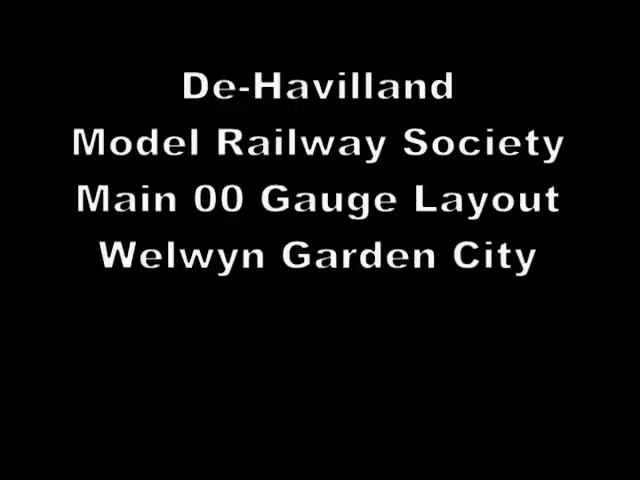 De-Havilland
Model Railway Society
Main 00 Gauge Layout
Welwyn Garden City